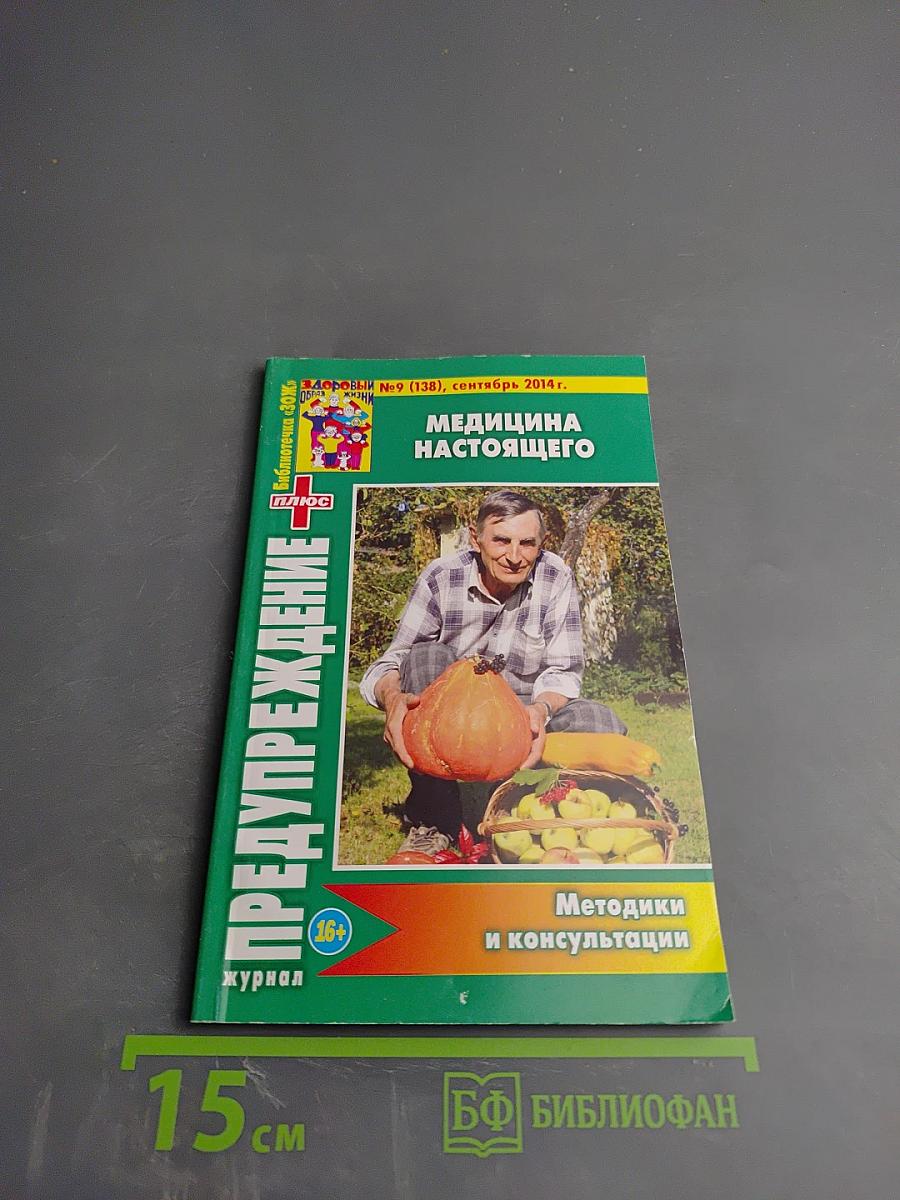 Библиотечка «ЗОЖ»
ЗДОРОВЫЙ
ОБРАЗ ЖИЗНИ
№9 (138), сентябрь 2014 г.
МЕДИЦИНА
НАСТОЯЩЕГО
ПЛЮС
ПРЕДУПРЕЖДЕНИЕ
журнал
16+
Методики
и консультации
15 см
БФ БИБЛИОФАН